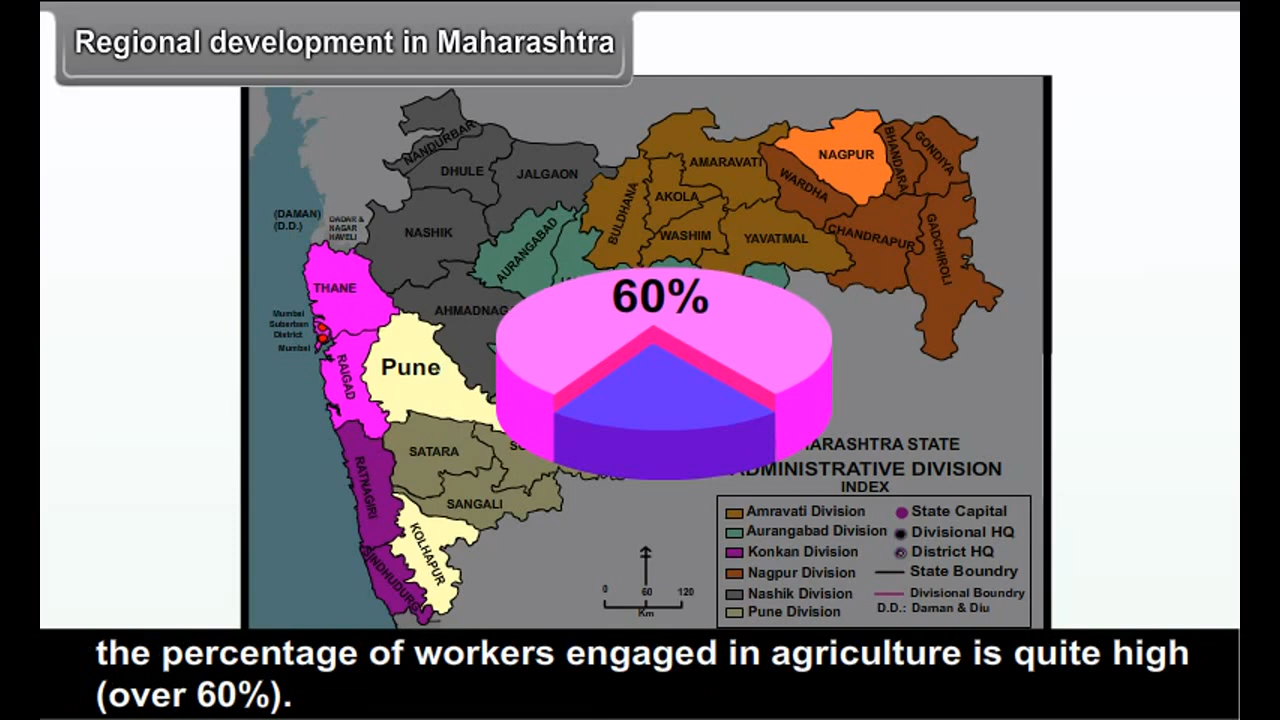 Regional development in Maharashtra
NANDURBAR
DHULE
JALGAON
NASHIK
AURANGABAD
AHMADNAG
BULDHANA
AKOLA
WASHIM
AMARAVATI
YAVATMAL
WARDHA
NAGPUR
BHANDARA
GONDIYA
CHANDRAPUR
GADCHIROLI
(DAMAN)
(D.D.)
DADAR &
NAGAR
HAVELI
THANE
Mumbai
Suburban
District
Mumbai
RAIGAD
Pune
60%
SATARA
SANGALI
RATNAGIRI
KOLHAPUR
SINDHUDURG
ARASHTRA STATE
ADMINISTRATIVE DIVISION
INDEX
Amravati Division
State Capital
Aurangabad Division
Divisional HQ
Konkan Division
District HQ
Nagpur Division
State Boundry
Nashik Division
Divisional Boundry
Pune Division
D.D.: Daman & Diu
0 60 120
Km
the percentage of workers engaged in agriculture is quite high
(over 60%).